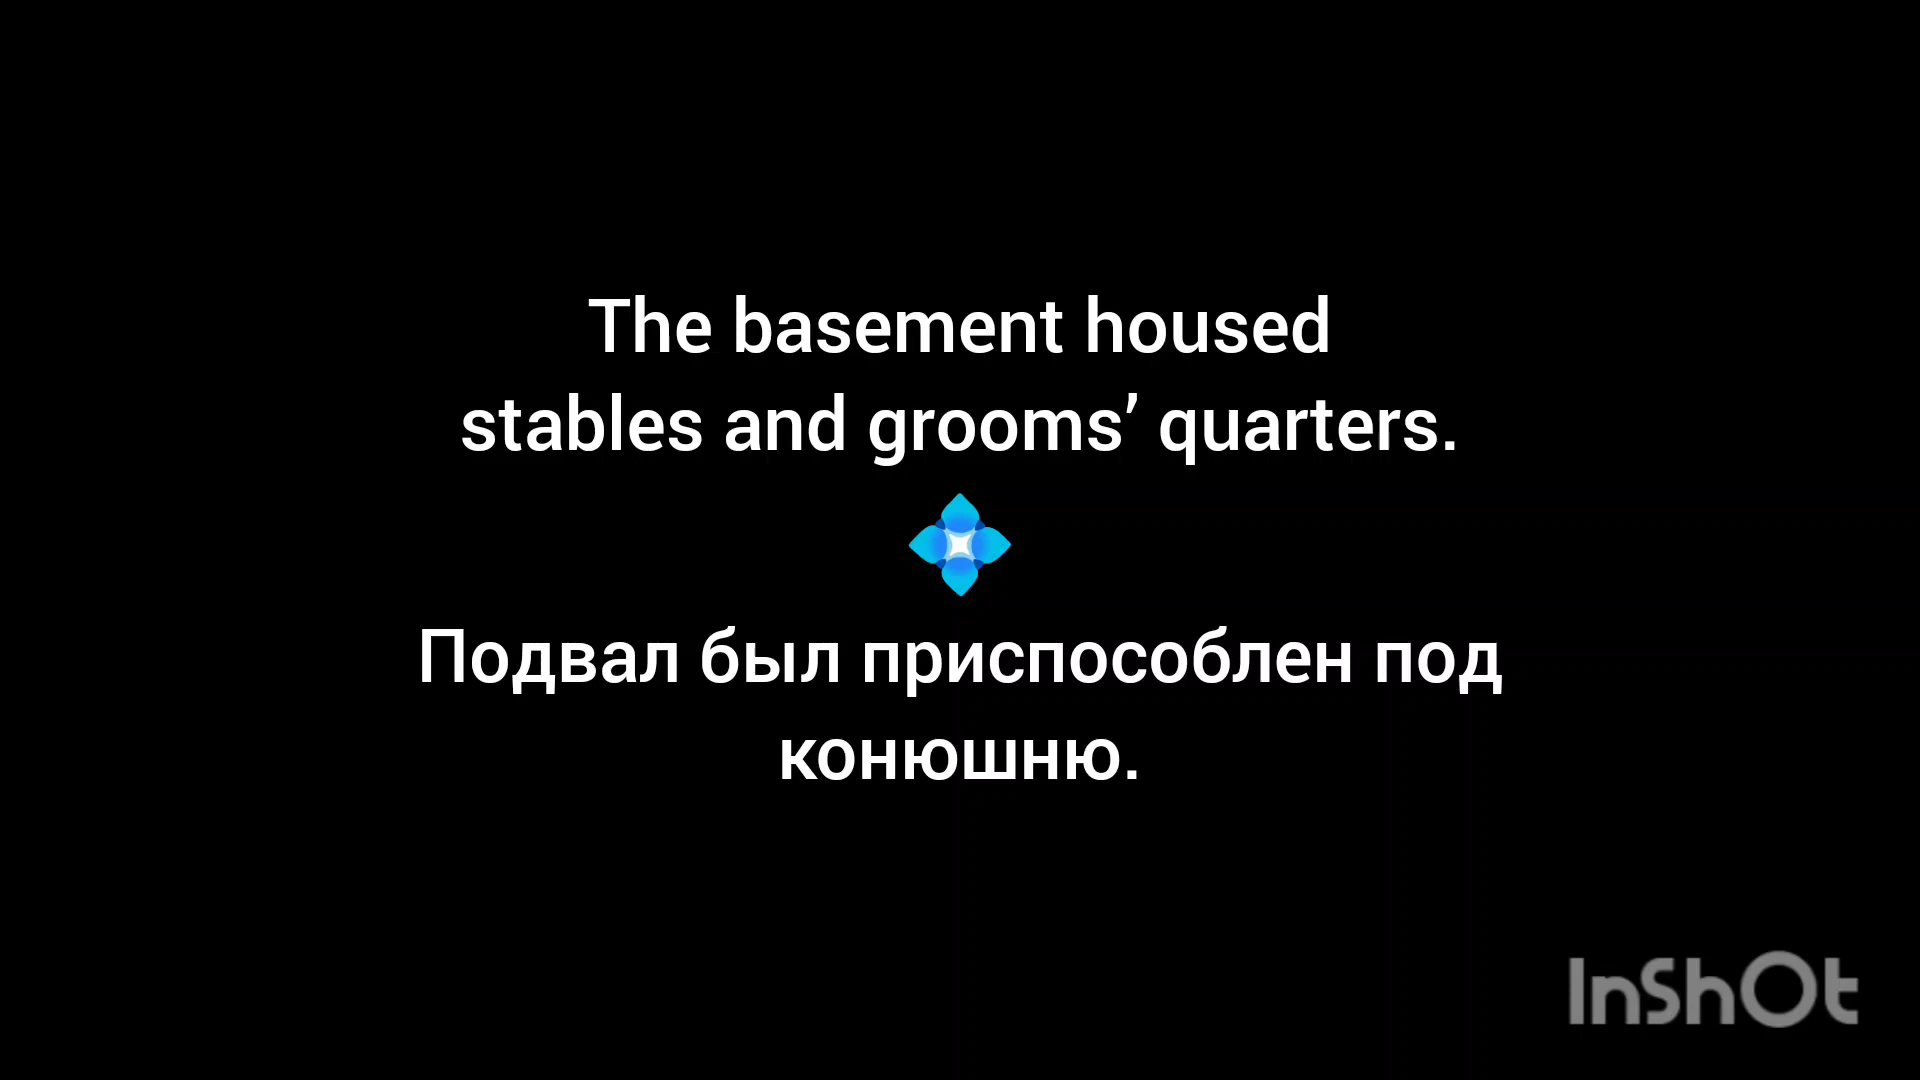 The basement housed
stables and grooms’ quarters.
Подвал был приспособлен под
конюшню.
InShOt